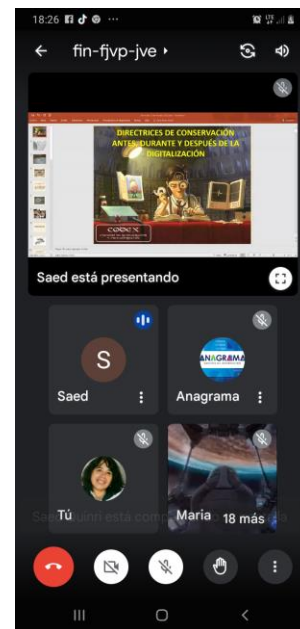 18:26
fin-fjvp-jve
DIRECTRICES DE CONSERVACIÓN
ANTES, DURANTE Y DESPUÉS DE LA
DIGITALIZACIÓN
CODEX
Saed está presentando
S
Saed
ANAGRAMA
Anagrama
Tú
Maria
18 más